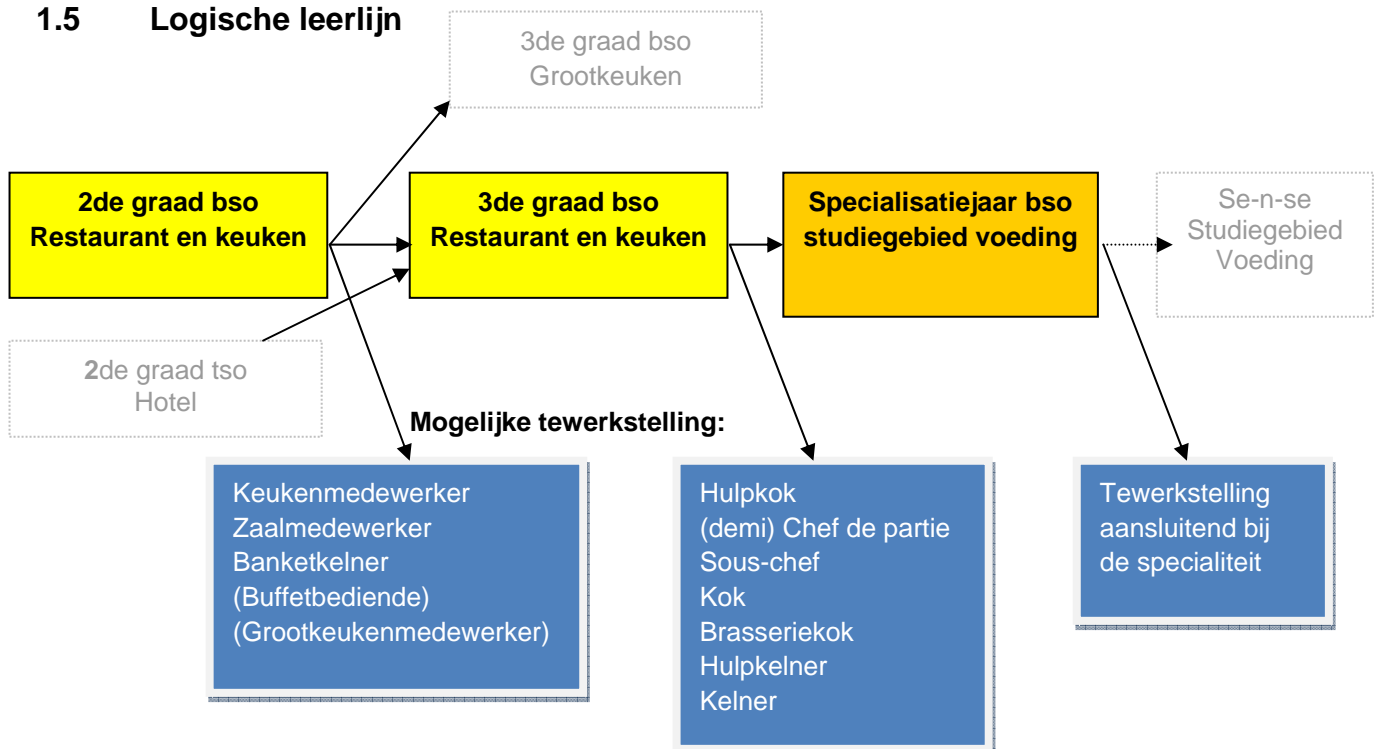 1.5 Logische leerlijn
3de graad bso
Grootkeuken
2de graad bso
Restaurant en keuken
3de graad bso
Restaurant en keuken
Specialisatiejaar bso
studiegebied voeding
Se-n-se
Studiegebied
Voeding
2de graad tso
Hotel
Mogelijke tewerkstelling:
Keukenmedewerker
Zaalmedewerker
Banketkelner
(Buffetbediende)
(Grootkeukenmedewerker)
Hulpkok
(demi) Chef de partie
Sous-chef
Kok
Brasseriekok
Hulpkelner
Kelner
Tewerkstelling
aansluitend bij
de specialiteit